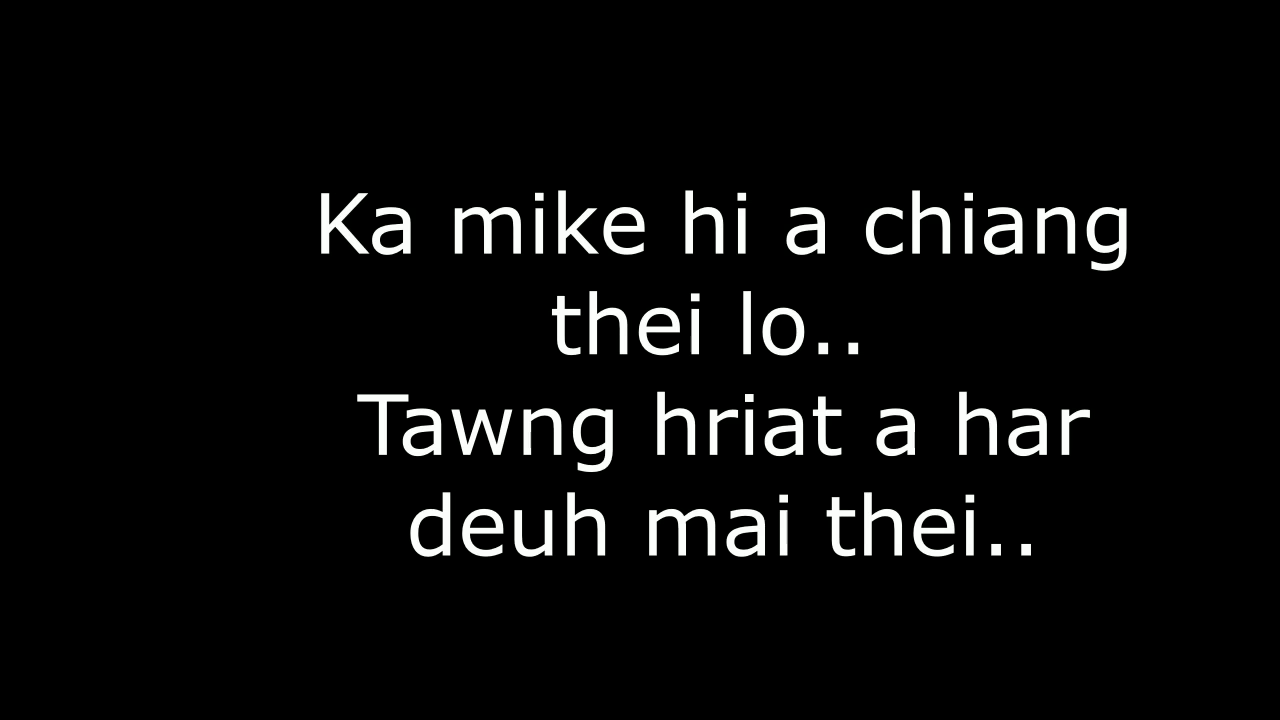 Ka mike hi a chiang
thei lo..
Tawng hriat a har
deuh mai thei..